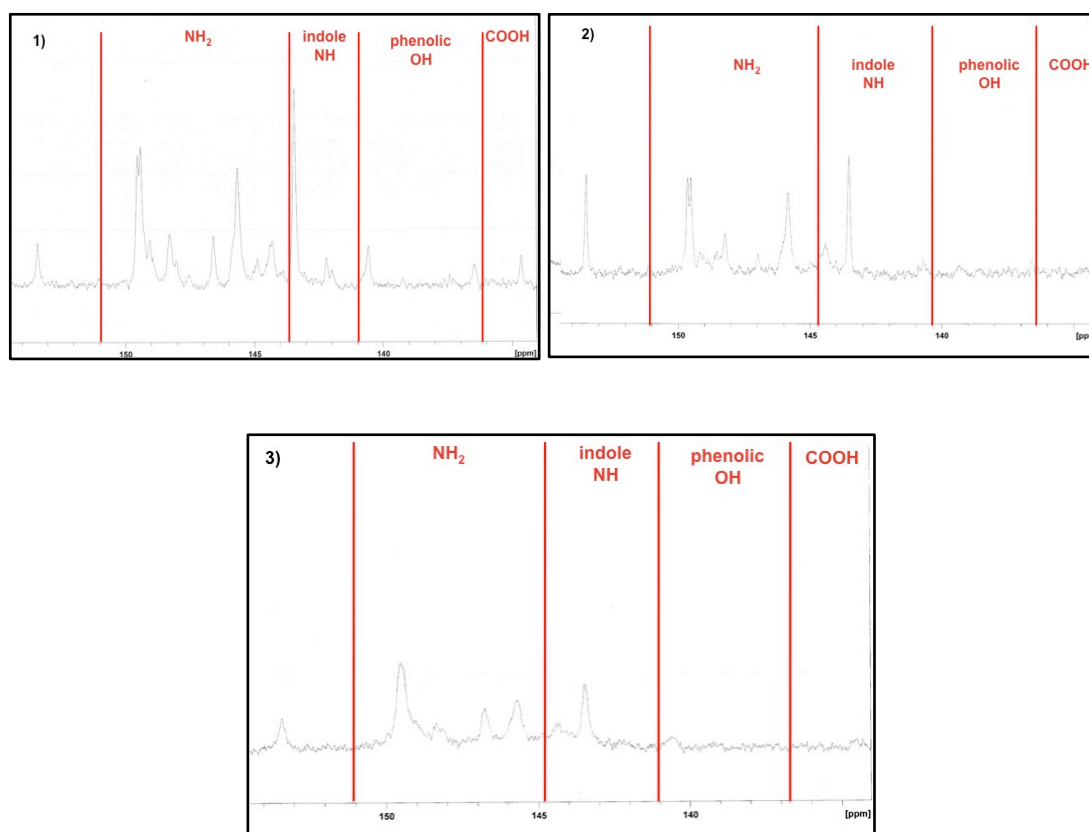 1)
NH₂
indole
NH
phenolic
OH
COOH
150
145
140
[ppm]
2)
NH₂
indole
NH
phenolic
OH
COOH
150
145
140
[ppm]
3)
NH₂
indole
NH
phenolic
OH
COOH
150
145
140
[ppm]